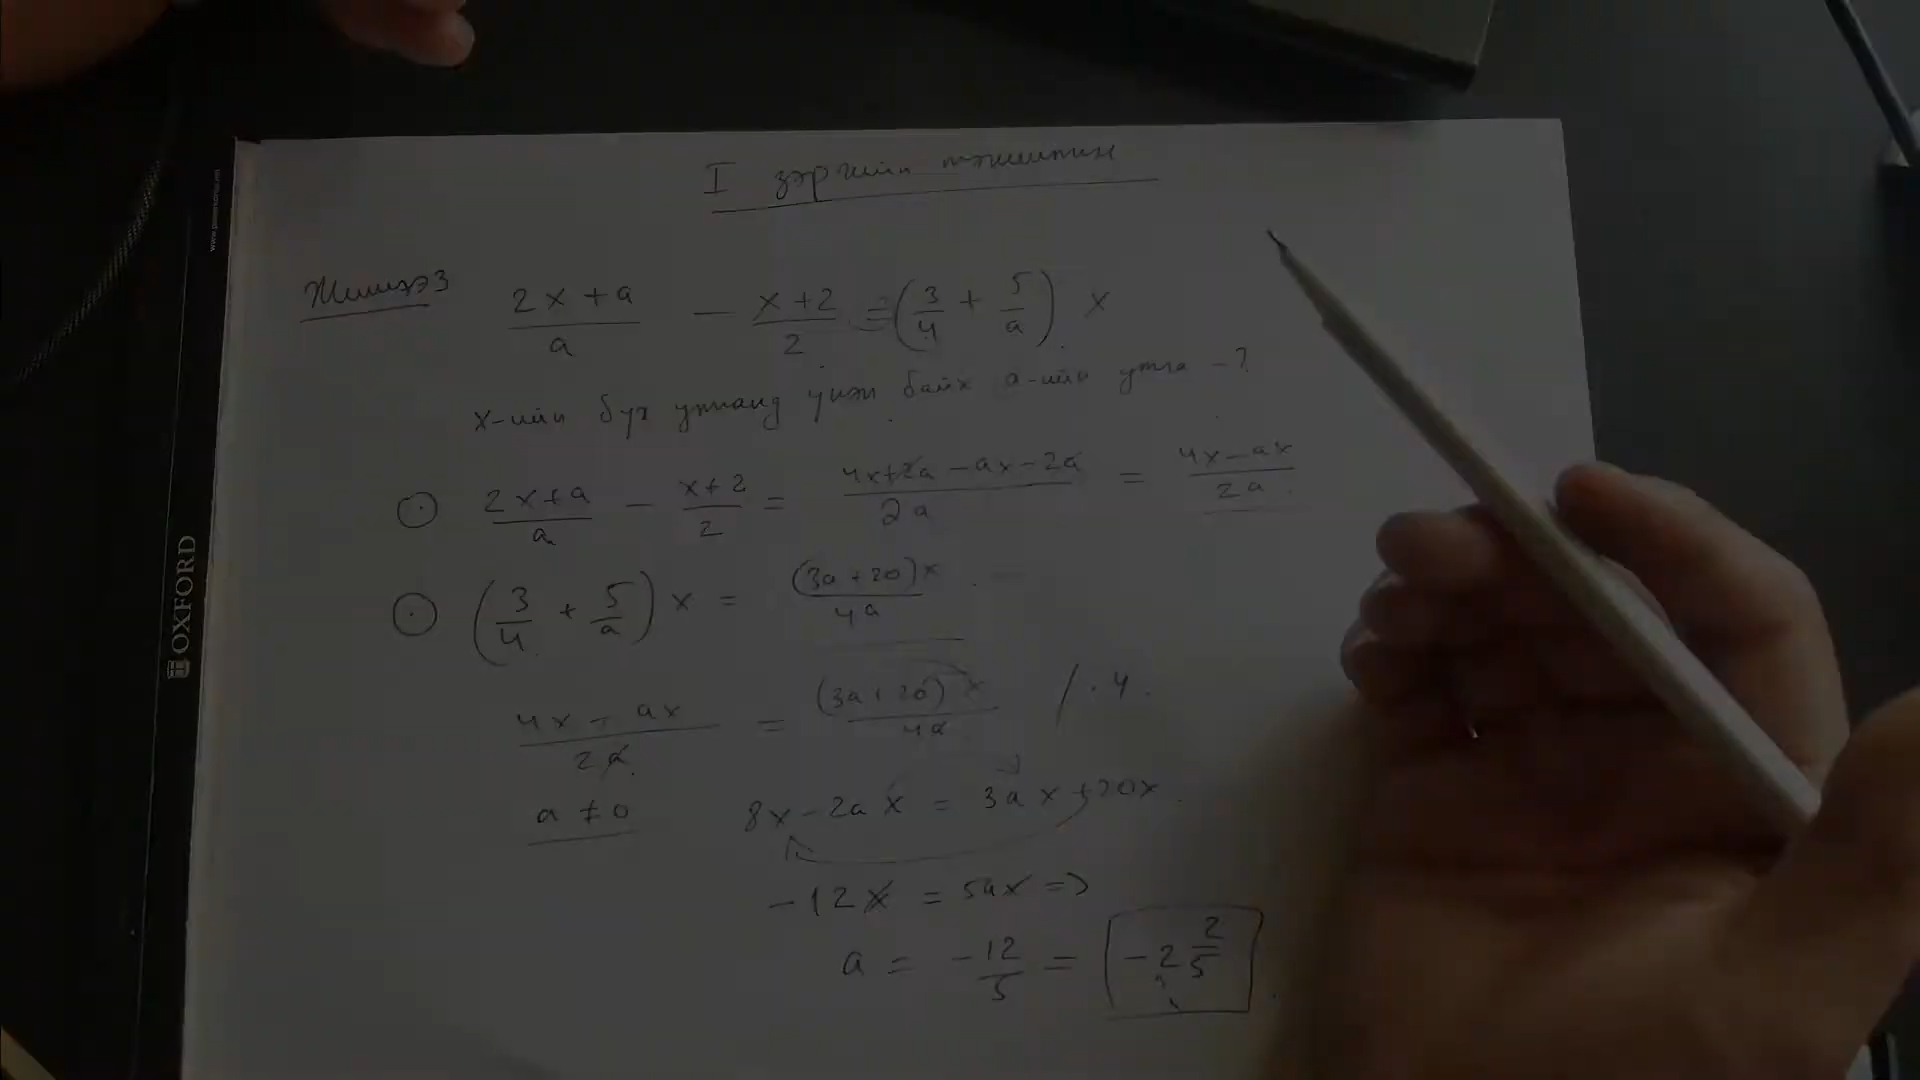 I зэргийн тэгшитгэл
Жишээ 3
(2x+a)/a − (x+2)/2 = (3/4 + 5/a) x
x-ийн бүх утганд үнэн байх a-ийн утга -?
⊙ (2x+a)/a − (x+2)/2 = (4x+2a−ax−2a)/2a = (4x−ax)/2a
⊙ (3/4 + 5/a) x = (3a+20)x/4a
(4x−ax)/2a = (3a+20)x/4a /·4
a ≠ 0 8x−2ax = 3ax+20x
−12x = 5ax =>
a = −12/5 = −2 2/5
OXFORD